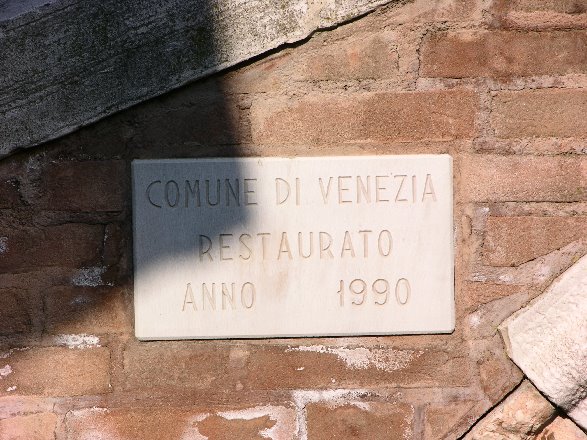 COMUNE DI VENEZIA
RESTAURATO
ANNO 1990